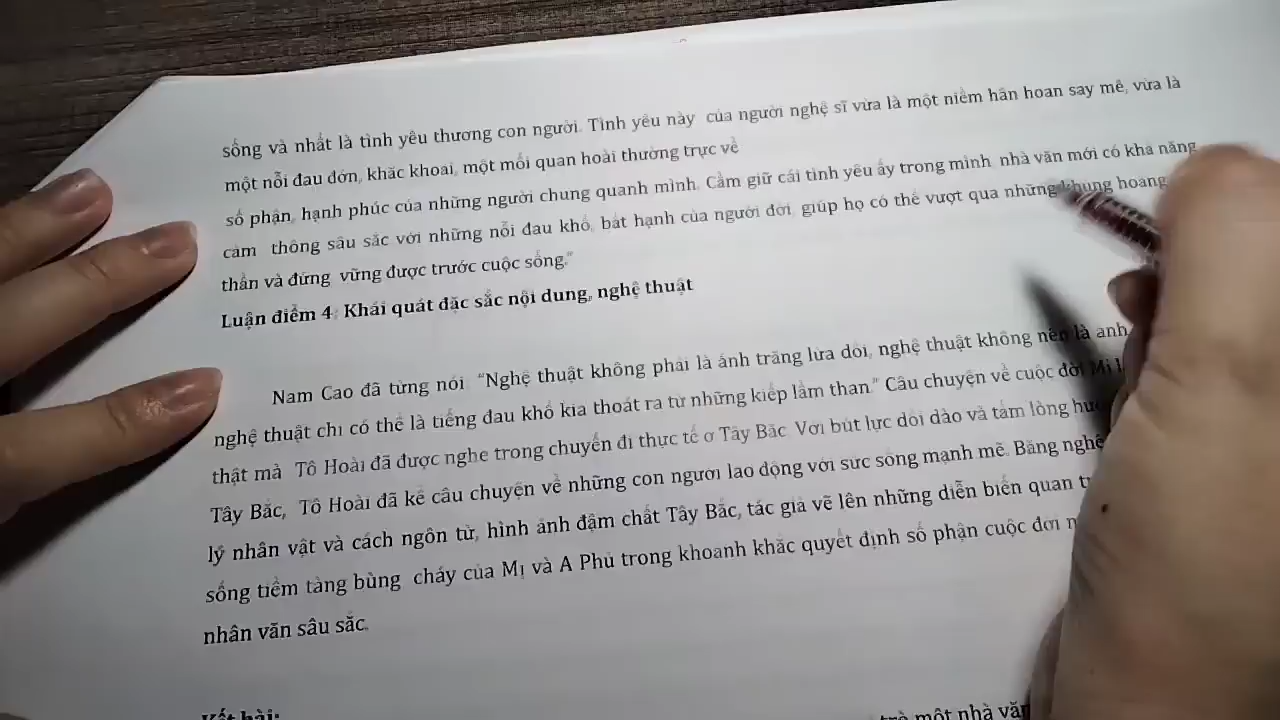 sống và nhất là tình yêu thương con người. Tình yêu này của người nghệ sĩ vừa là một niềm hân hoan say mê, vừa là
một nỗi đau đớn, khắc khoải, một mối quan hoài thường trực về
số phận, hạnh phúc của những người chung quanh mình. Cầm giữ cái tình yêu ấy trong mình, nhà văn mới có khả năng
cảm thông sâu sắc với những nỗi đau khổ, bất hạnh của người đời, giúp họ có thể vượt qua những khủng hoảng
thần và đứng vững được trước cuộc sống."
Luận điểm 4: Khái quát đặc sắc nội dung, nghệ thuật
Nam Cao đã từng nói "Nghệ thuật không phải là ánh trăng lừa dối, nghệ thuật không nên là ánh
nghệ thuật chỉ có thể là tiếng đau khổ kia thoát ra từ những kiếp lầm than." Câu chuyện về cuộc đời Mị
thật mà Tô Hoài đã được nghe trong chuyến đi thực tế ở Tây Bắc. Với bút lực dồi dào và tấm lòng
Tây Bắc, Tô Hoài đã kể câu chuyện về những con người lao động với sức sống mạnh mẽ. Bằng nghệ
lý nhân vật và cách ngôn từ, hình ảnh đậm chất Tây Bắc, tác giả vẽ lên những diễn biến quan
sống tiềm tàng bùng cháy của Mị và A Phủ trong khoảnh khắc quyết định số phận cuộc đời
nhân văn sâu sắc.
Kết bài: một nhà văn